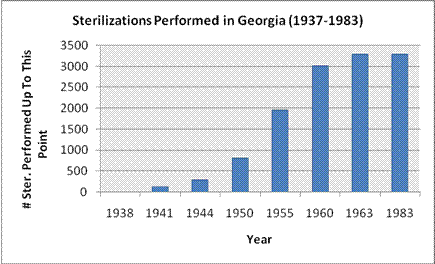 Sterilizations Performed in Georgia (1937-1983)
# Ster. Performed Up To This
Point
3500
3000
2500
2000
1500
1000
500
0
1938 1941 1944 1950 1955 1960 1963 1983
Year